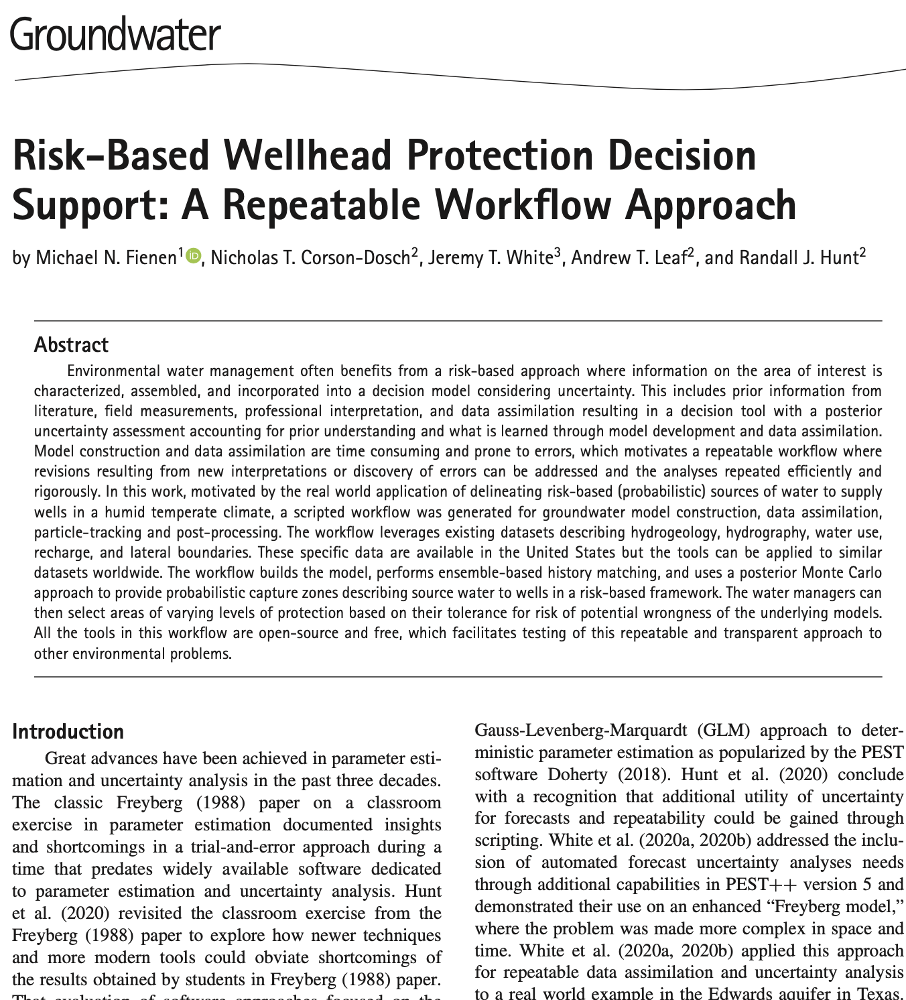 Groundwater
Risk-Based Wellhead Protection Decision
Support: A Repeatable Workflow Approach
by Michael N. Fienen1 iD, Nicholas T. Corson-Dosch2, Jeremy T. White3, Andrew T. Leaf2, and Randall J. Hunt2
Abstract
Environmental water management often benefits from a risk-based approach where information on the area of interest is
characterized, assembled, and incorporated into a decision model considering uncertainty. This includes prior information from
literature, field measurements, professional interpretation, and data assimilation resulting in a decision tool with a posterior
uncertainty assessment accounting for prior understanding and what is learned through model development and data assimilation.
Model construction and data assimilation are time consuming and prone to errors, which motivates a repeatable workflow where
revisions resulting from new interpretations or discovery of errors can be addressed and the analyses repeated efficiently and
rigorously. In this work, motivated by the real world application of delineating risk-based (probabilistic) sources of water to supply
wells in a humid temperate climate, a scripted workflow was generated for groundwater model construction, data assimilation,
particle-tracking and post-processing. The workflow leverages existing datasets describing hydrogeology, hydrography, water use,
recharge, and lateral boundaries. These specific data are available in the United States but the tools can be applied to similar
datasets worldwide. The workflow builds the model, performs ensemble-based history matching, and uses a posterior Monte Carlo
approach to provide probabilistic capture zones describing source water to wells in a risk-based framework. The water managers can
then select areas of varying levels of protection based on their tolerance for risk of potential wrongness of the underlying models.
All the tools in this workflow are open-source and free, which facilitates testing of this repeatable and transparent approach to
other environmental problems.
Introduction
Great advances have been achieved in parameter esti-
mation and uncertainty analysis in the past three decades.
The classic Freyberg (1988) paper on a classroom
exercise in parameter estimation documented insights
and shortcomings in a trial-and-error approach during a
time that predates widely available software dedicated
to parameter estimation and uncertainty analysis. Hunt
et al. (2020) revisited the classroom exercise from the
Freyberg (1988) paper to explore how newer techniques
and more modern tools could obviate shortcomings of
the results obtained by students in Freyberg (1988) paper.
That evaluation of software approaches focused on the
Gauss-Levenberg-Marquardt (GLM) approach to deter-
ministic parameter estimation as popularized by the PEST
software Doherty (2018). Hunt et al. (2020) conclude
with a recognition that additional utility of uncertainty
for forecasts and repeatability could be gained through
scripting. White et al. (2020a, 2020b) addressed the inclu-
sion of automated forecast uncertainty analyses needs
through additional capabilities in PEST++ version 5 and
demonstrated their use on an enhanced “Freyberg model,”
where the problem was made more complex in space and
time. White et al. (2020a, 2020b) applied this approach
for repeatable data assimilation and uncertainty analysis
to a real world example in the Edwards aquifer in Texas.